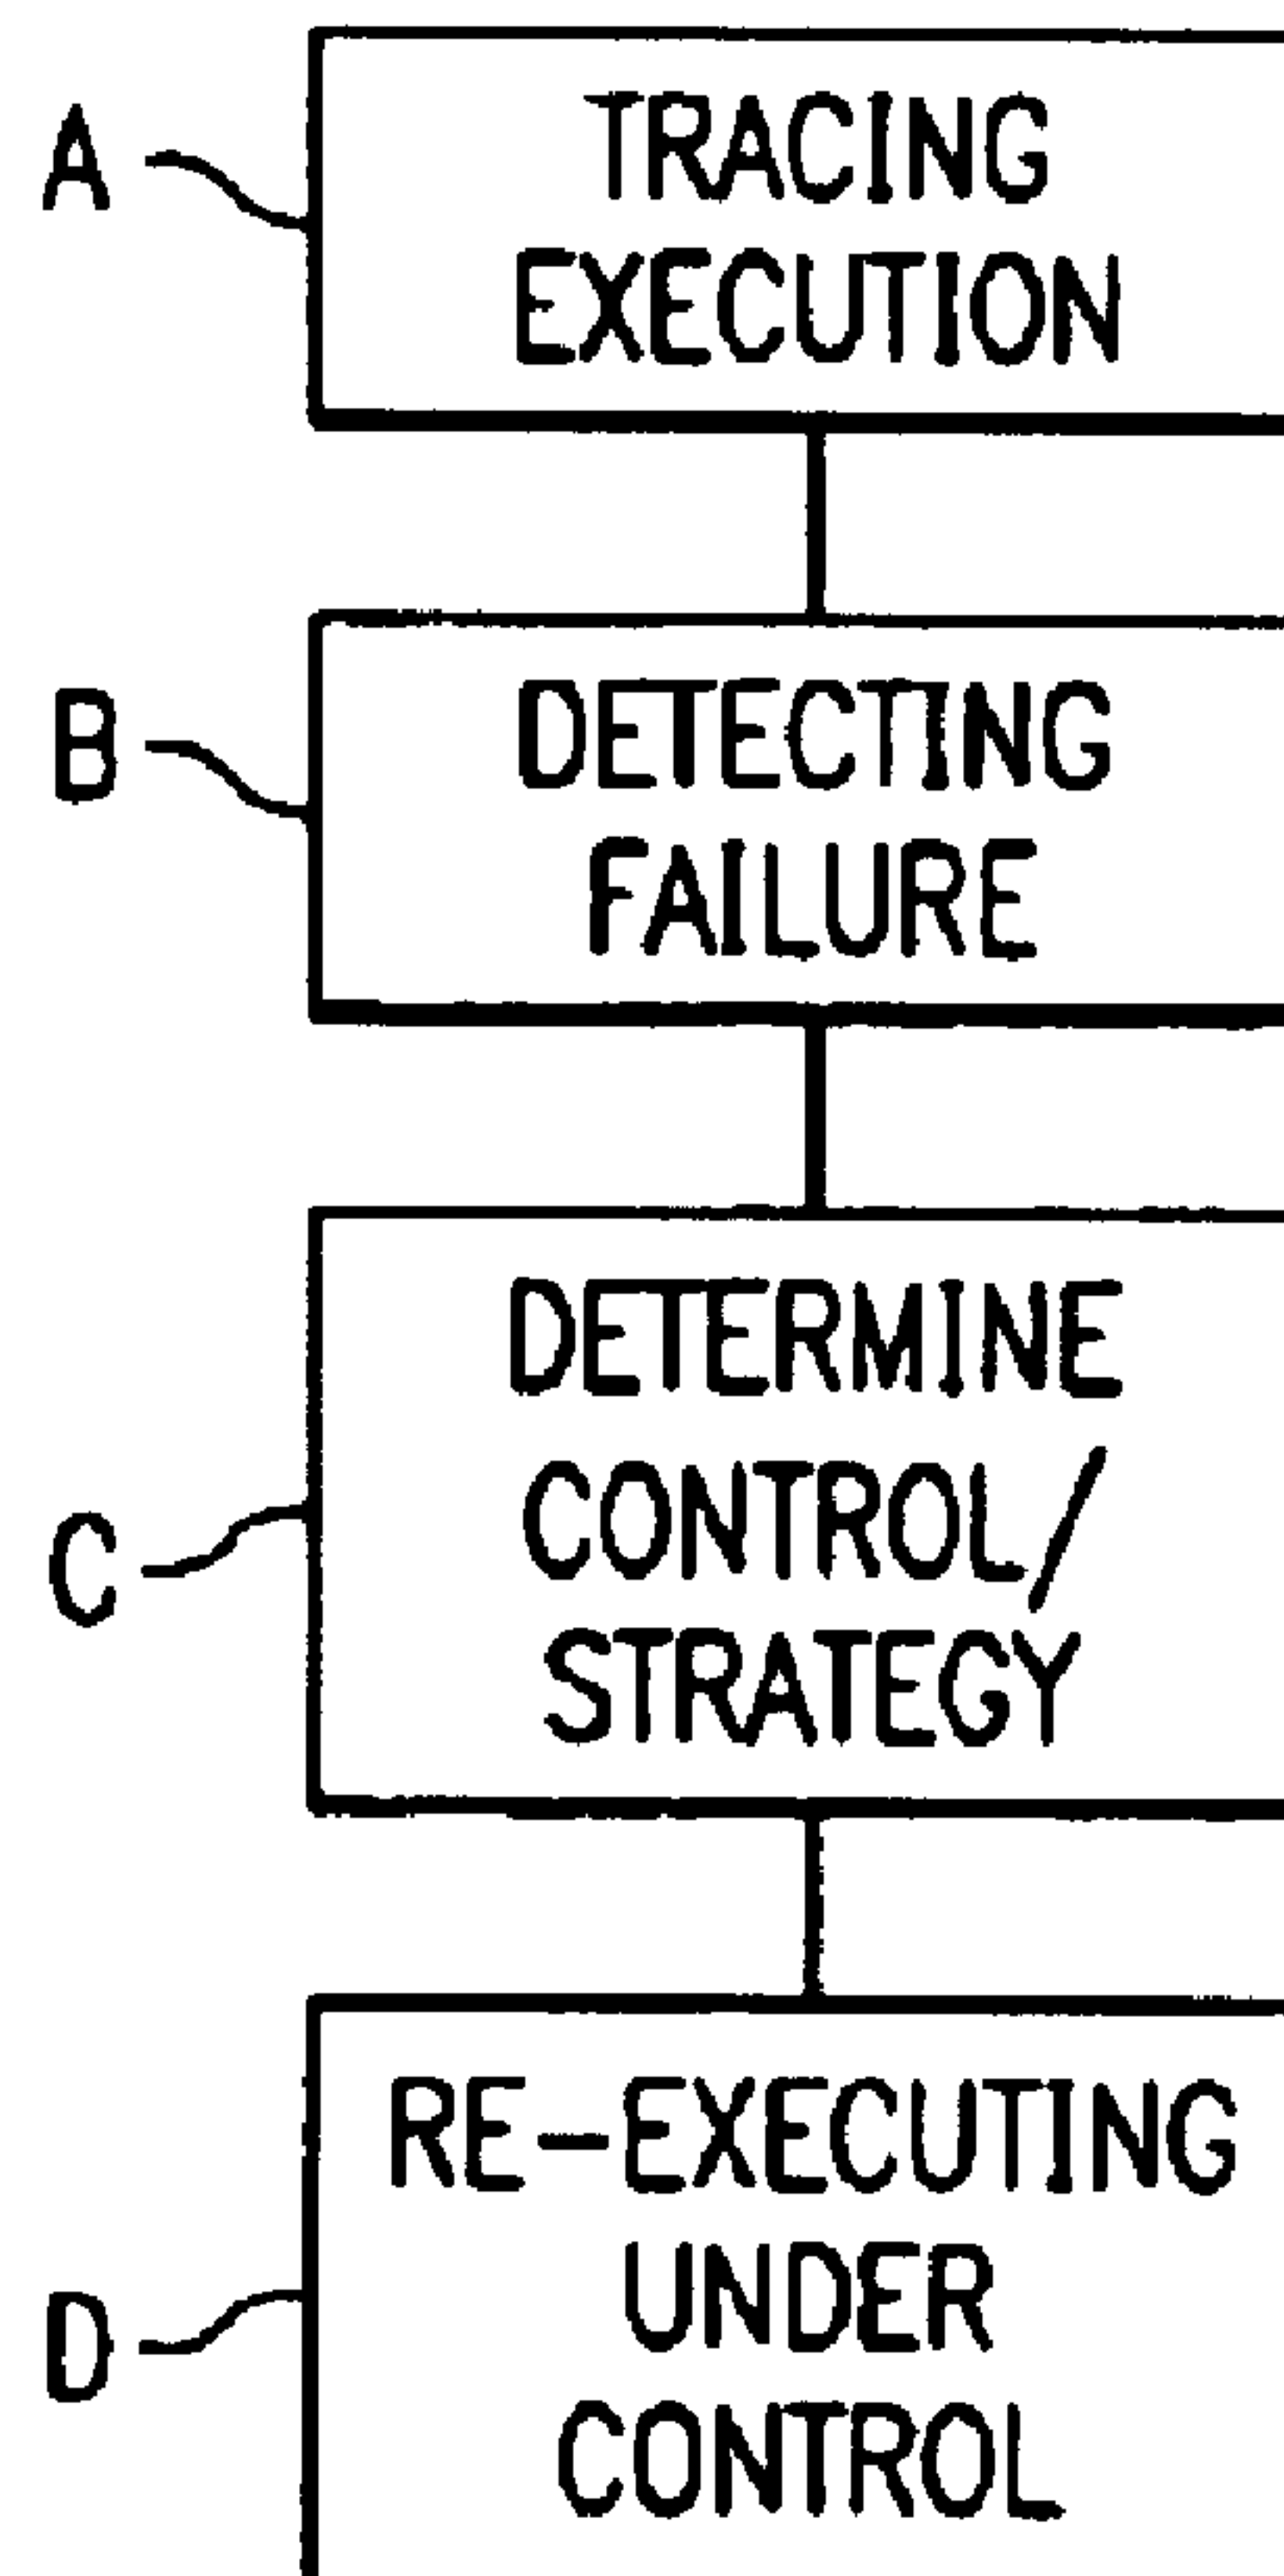 A
TRACING
EXECUTION
B
DETECTING
FAILURE
DETERMINE
CONTROL/
C
STRATEGY
RE-EXECUTING
UNDER
D
CONTROL